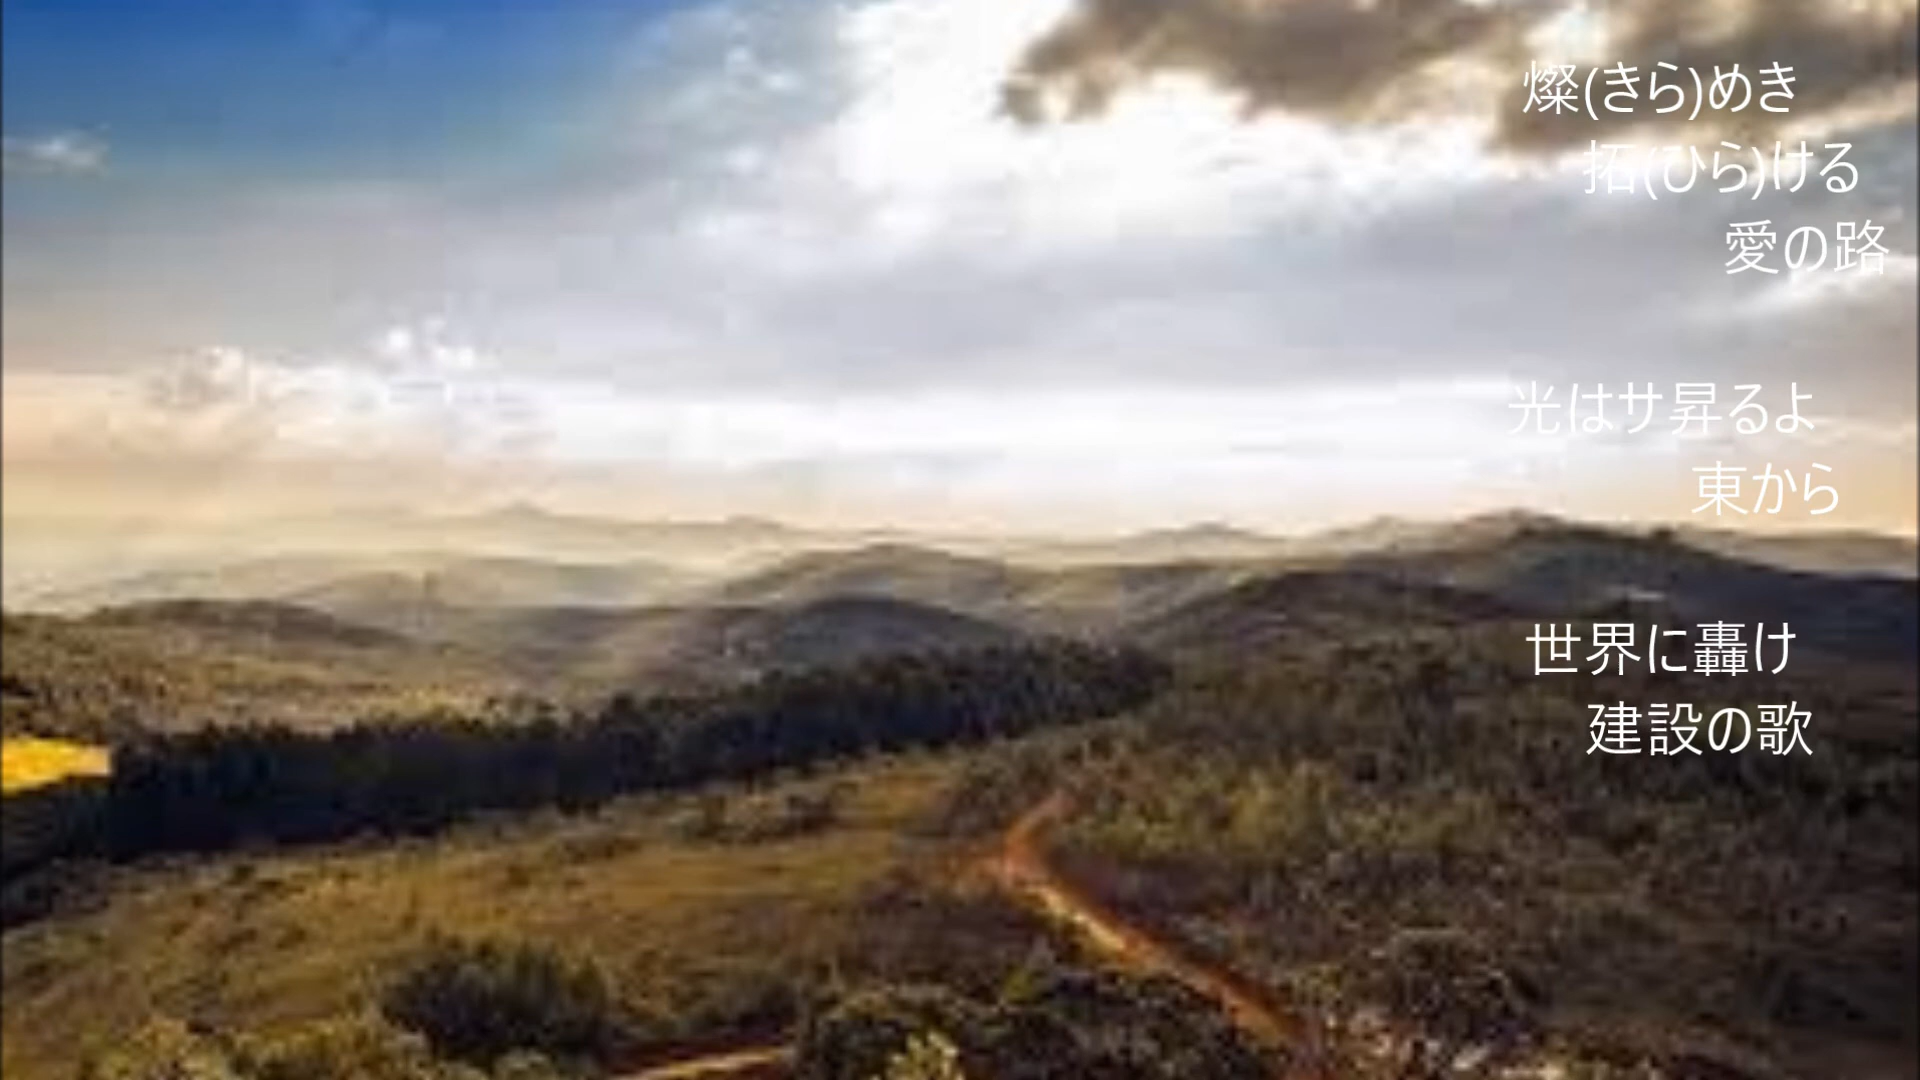 燦(きら)めき
拓(ひら)ける
愛の路
光はサ昇るよ
東から
世界に轟け
建設の歌